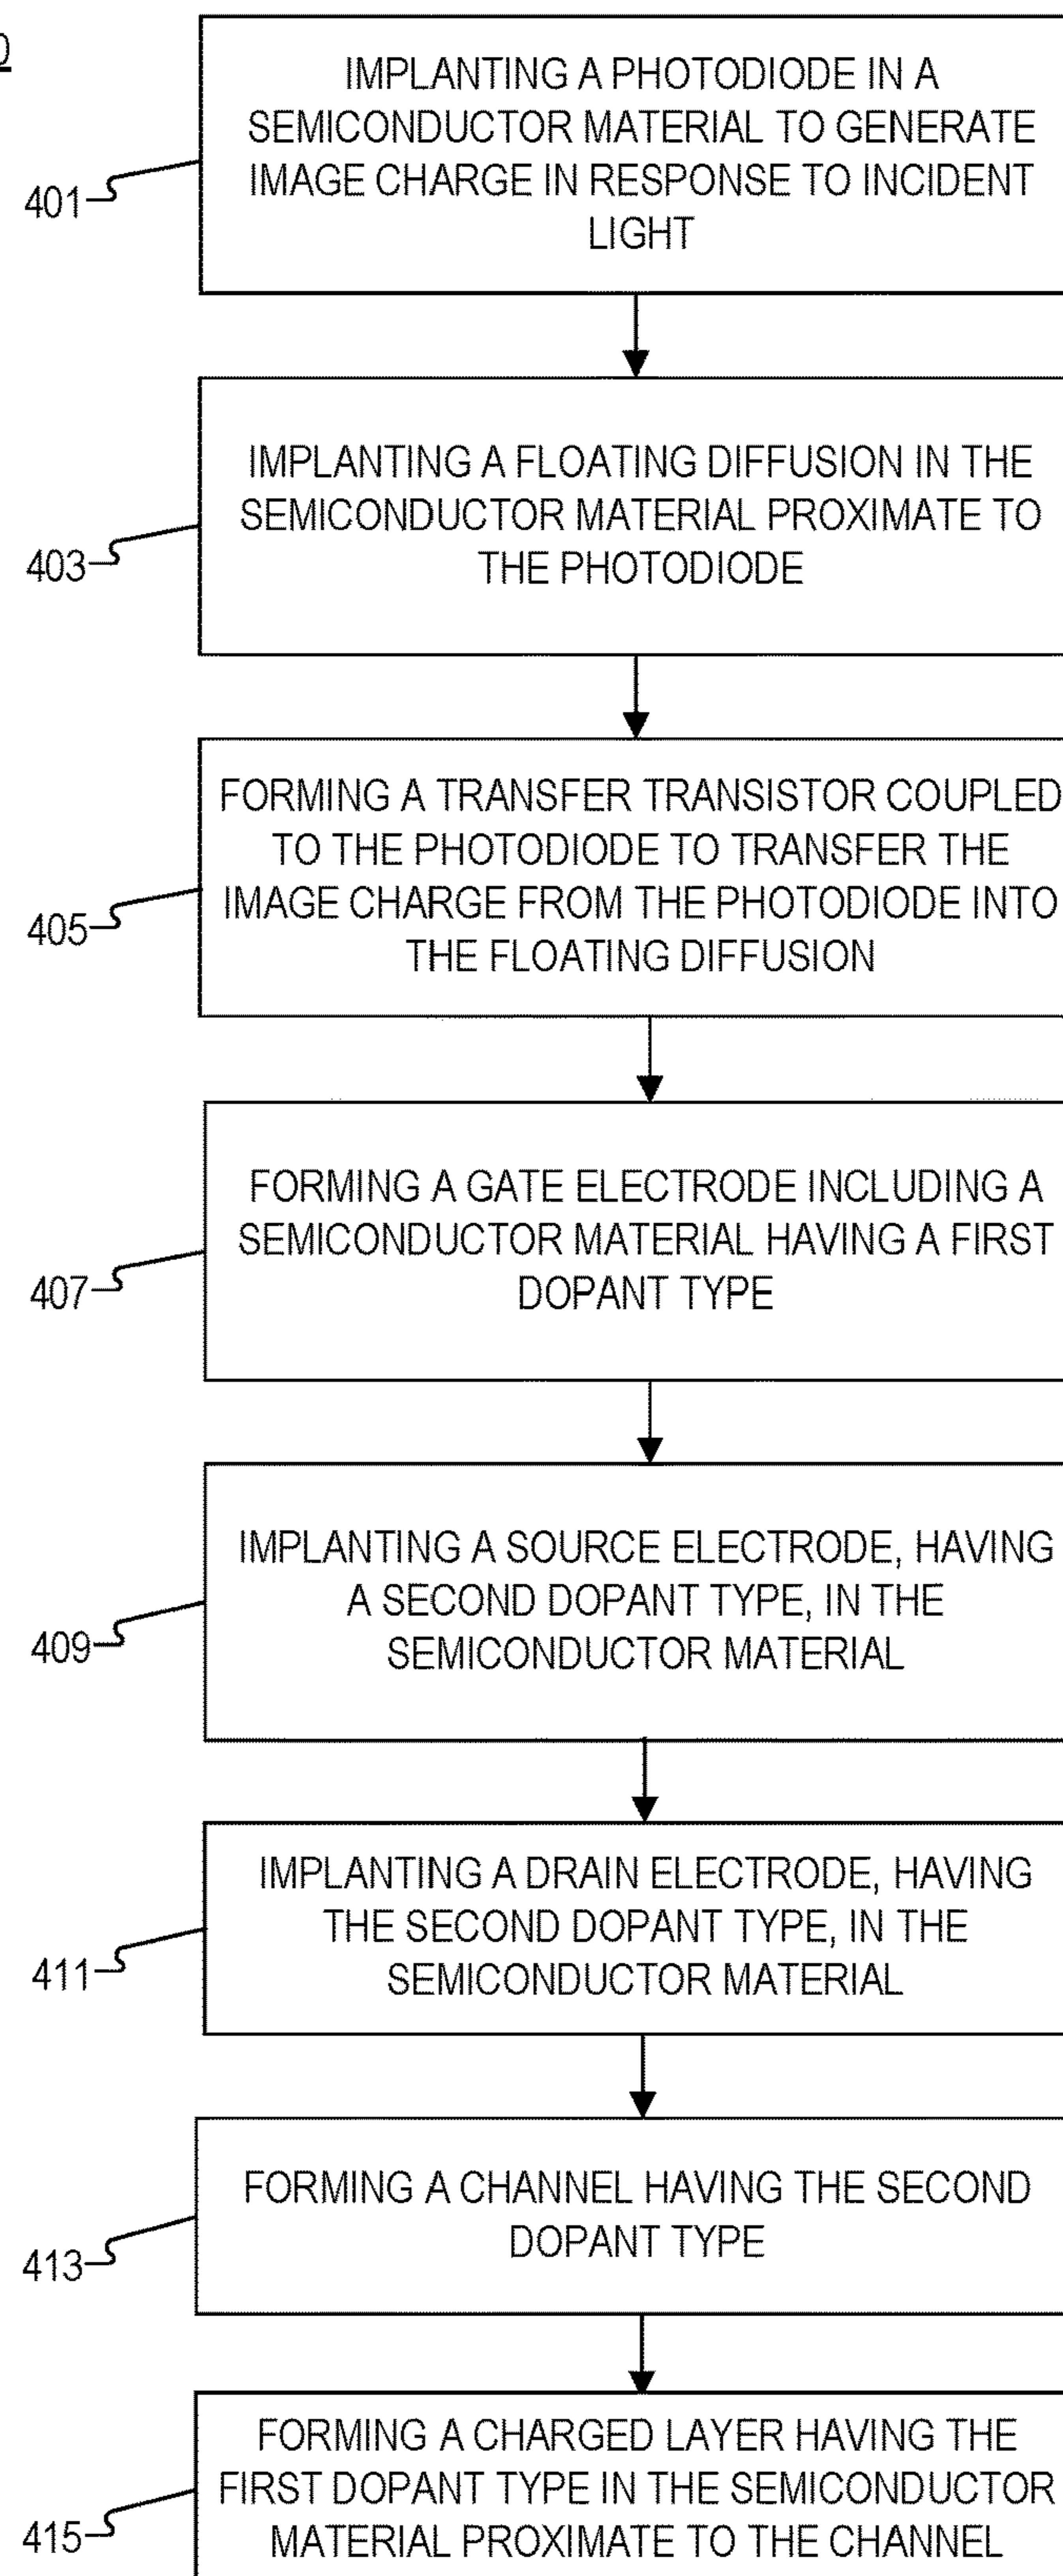 IMPLANTING A PHOTODIODE IN A
SEMICONDUCTOR MATERIAL TO GENERATE
IMAGE CHARGE IN RESPONSE TO INCIDENT
LIGHT
401
IMPLANTING A FLOATING DIFFUSION IN THE
SEMICONDUCTOR MATERIAL PROXIMATE TO
THE PHOTODIODE
403
FORMING A TRANSFER TRANSISTOR COUPLED
TO THE PHOTODIODE TO TRANSFER THE
IMAGE CHARGE FROM THE PHOTODIODE INTO
THE FLOATING DIFFUSION
405
FORMING A GATE ELECTRODE INCLUDING A
SEMICONDUCTOR MATERIAL HAVING A FIRST
DOPANT TYPE
407
IMPLANTING A SOURCE ELECTRODE, HAVING
A SECOND DOPANT TYPE, IN THE
SEMICONDUCTOR MATERIAL
409
IMPLANTING A DRAIN ELECTRODE, HAVING
THE SECOND DOPANT TYPE, IN THE
SEMICONDUCTOR MATERIAL
411
FORMING A CHANNEL HAVING THE SECOND
DOPANT TYPE
413
FORMING A CHARGED LAYER HAVING THE
FIRST DOPANT TYPE IN THE SEMICONDUCTOR
MATERIAL PROXIMATE TO THE CHANNEL
415